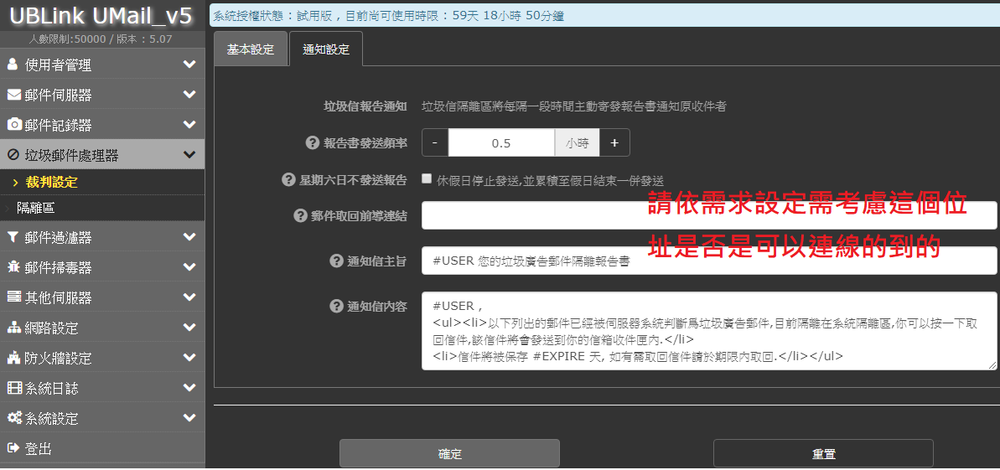 UBLink UMail_v5
人數限制:50000 / 版本：5.07
使用者管理
郵件伺服器
郵件記錄器
垃圾郵件處理器
裁判設定
隔離區
郵件過濾器
郵件掃毒器
其他伺服器
網路設定
防火牆設定
系統日誌
系統設定
登出
系統授權狀態：試用版，目前尚可使用時限：59天 18小時 50分鐘
基本設定 通知設定
垃圾信報告通知 垃圾信隔離區將每隔一段時間主動寄發報告書通知原收件者
報告書發送頻率 - 0.5 小時 +
星期六日不發送報告 休假日停止發送,並累積至假日結束一併發送
郵件取回前導連結
請依需求設定需考慮這個位
址是否是可以連線的到的
通知信主旨 #USER 您的垃圾廣告郵件隔離報告書
通知信內容 #USER，
<ul><li>以下列出的郵件已經被伺服器系統判斷爲垃圾廣告郵件,目前隔離在系統隔離區,你可以按一下取
回信件,該信件將會發送到你的信箱收件匣內.</li>
<li>信件將被保存 #EXPIRE 天, 如有需取回信件請於期限內取回.</li></ul>
確定 重置